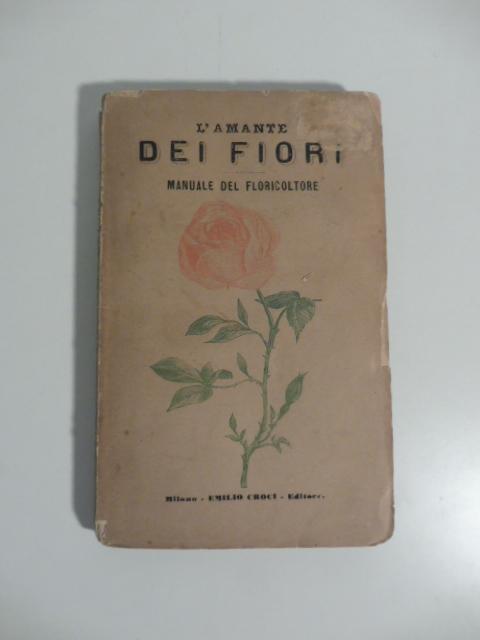 L'AMANTE
DEI FIORI
MANUALE DEL FLORICOLTORE
Milano - EMILIO CROCI - Editore.